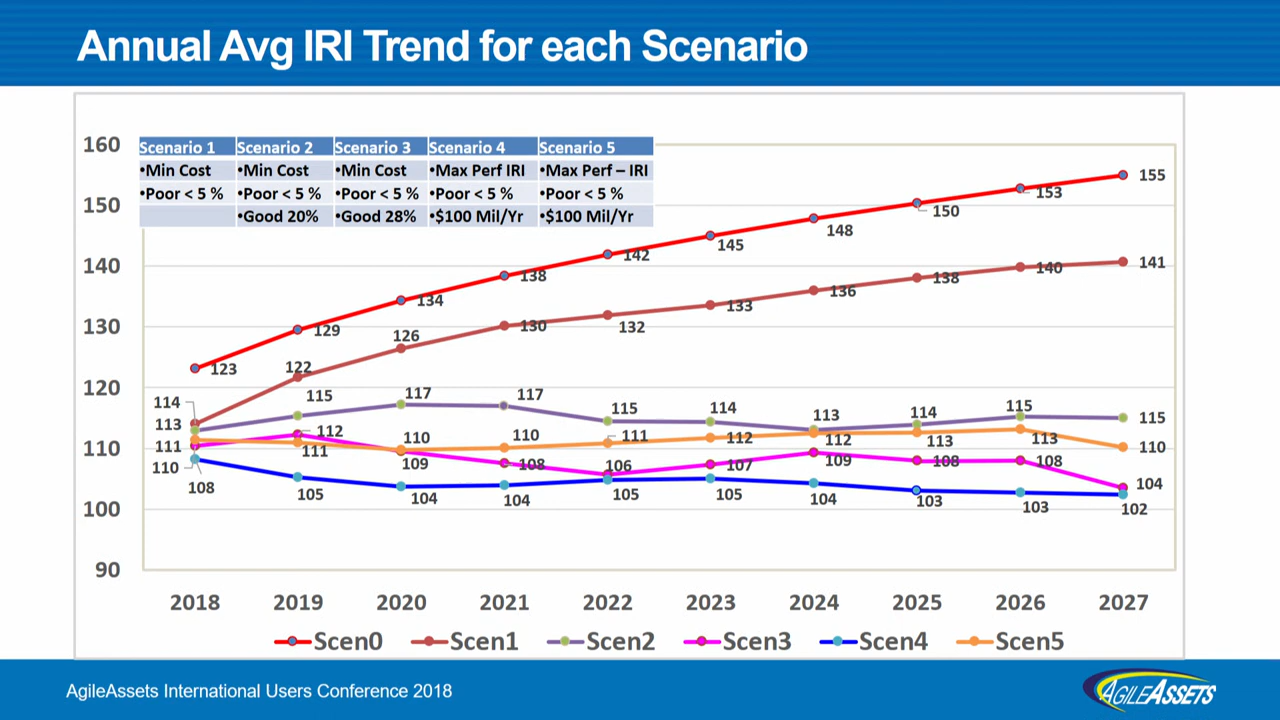 Annual Avg IRI Trend for each Scenario
Scenario 1 Scenario 2 Scenario 3 Scenario 4 Scenario 5
•Min Cost •Min Cost •Min Cost •Max Perf IRI •Max Perf – IRI
•Poor < 5 % •Poor < 5 % •Poor < 5 % •Poor < 5 % •Poor < 5 %
•Good 20% •Good 28% •$100 Mil/Yr •$100 Mil/Yr
160
150
140
130
120
110
100
90
123 129 134 138 142 145 148 150 153 155
114 122 126 130 132 133 136 138 140 141
113 115 117 117 115 114 113 114 115 115
110 112 109 108 106 107 109 108 108 104
108 105 104 104 105 105 104 103 103 102
111 111 110 110 111 112 112 113 113 110
2018 2019 2020 2021 2022 2023 2024 2025 2026 2027
Scen0 Scen1 Scen2 Scen3 Scen4 Scen5
AgileAssets International Users Conference 2018
AGILEASSETS